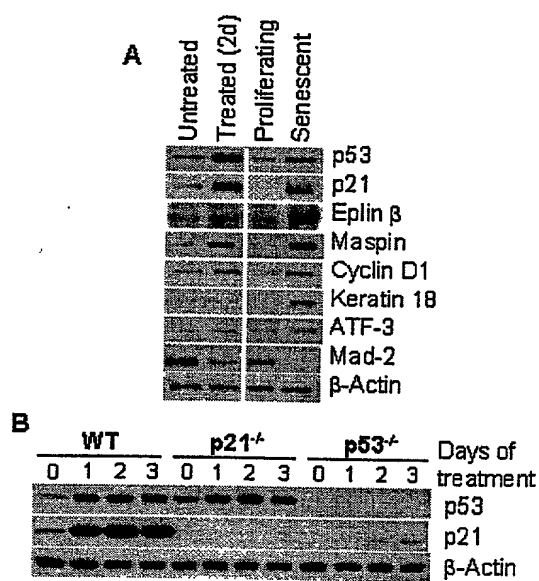 A
Untreated
Treated (2d)
Proliferating
Senescent
p53
p21
Eplin β
Maspin
Cyclin D1
Keratin 18
ATF-3
Mad-2
β-Actin
B
WT p21-/- p53-/- Days of
0 1 2 3 0 1 2 3 0 1 2 3 treatment
p53
p21
β-Actin